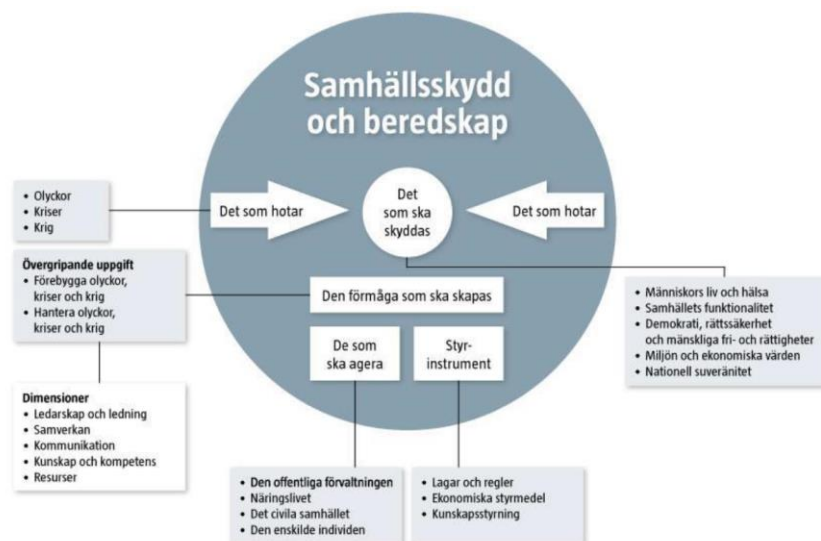 Samhällsskydd
och beredskap
• Olyckor
• Kriser
• Krig
Det som hotar
Det
som ska
skyddas
Det som hotar
Övergripande uppgift
• Förebygga olyckor,
kriser och krig
• Hantera olyckor,
kriser och krig
Den förmåga som ska skapas
• Människors liv och hälsa
• Samhällets funktionalitet
• Demokrati, rättssäkerhet
och mänskliga fri- och rättigheter
• Miljön och ekonomiska värden
• Nationell suveränitet
De som
ska agera
Styr-
instrument
Dimensioner
• Ledarskap och ledning
• Samverkan
• Kommunikation
• Kunskap och kompetens
• Resurser
• Den offentliga förvaltningen
• Näringslivet
• Det civila samhället
• Den enskilde individen
• Lagar och regler
• Ekonomiska styrmedel
• Kunskapsstyrning